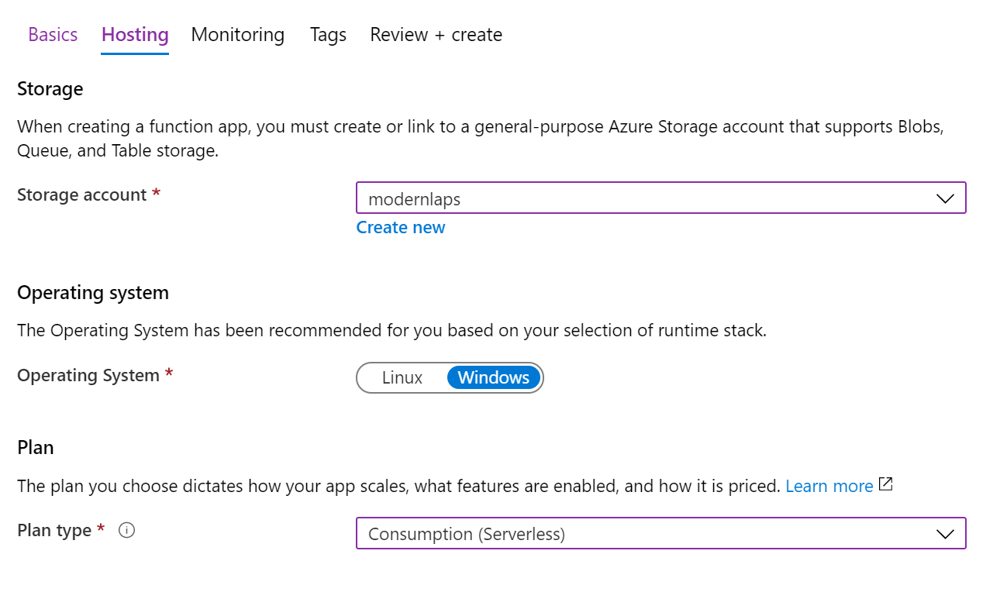 Basics Hosting Monitoring Tags Review + create
Storage
When creating a function app, you must create or link to a general-purpose Azure Storage account that supports Blobs,
Queue, and Table storage.
Storage account * modernlaps
Create new
Operating system
The Operating System has been recommended for you based on your selection of runtime stack.
Operating System * Linux Windows
Plan
The plan you choose dictates how your app scales, what features are enabled, and how it is priced. Learn more
Plan type * Consumption (Serverless)